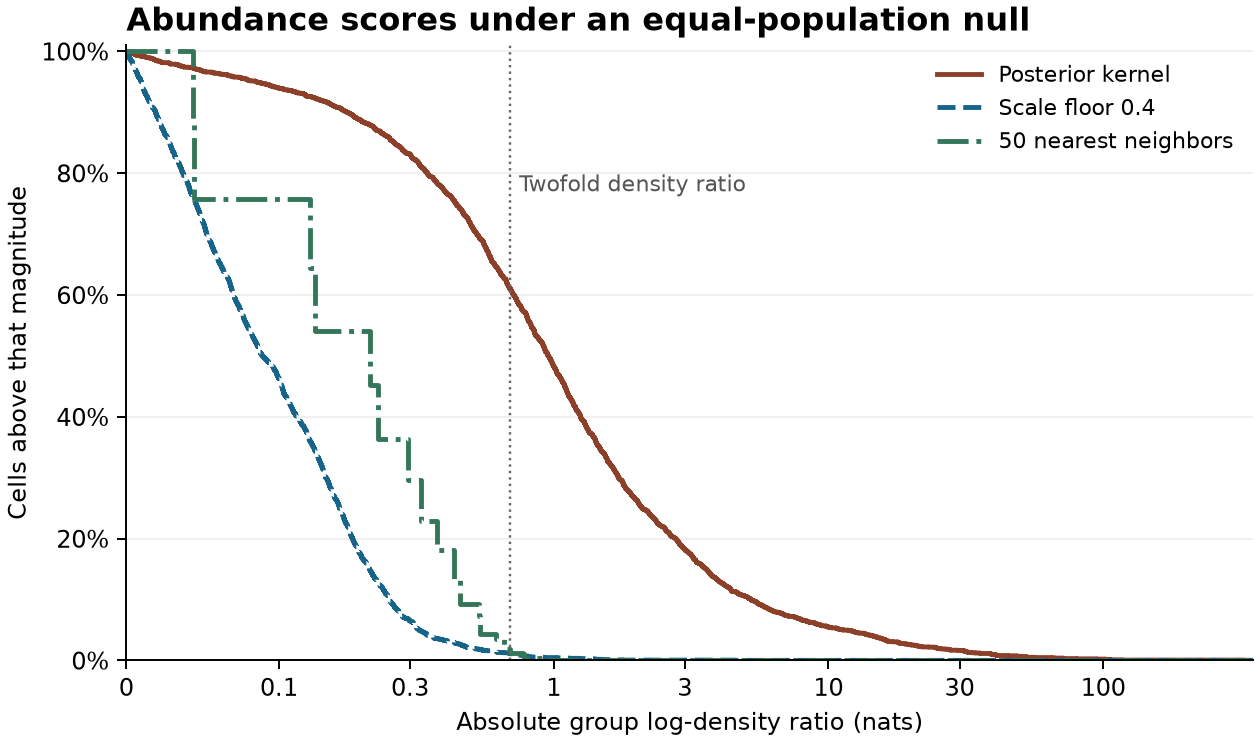 Abundance scores under an equal-population null
100%
80%
60%
40%
20%
0%
Cells above that magnitude
Posterior kernel
Scale floor 0.4
50 nearest neighbors
Twofold density ratio
0 0.1 0.3 1 3 10 30 100
Absolute group log-density ratio (nats)